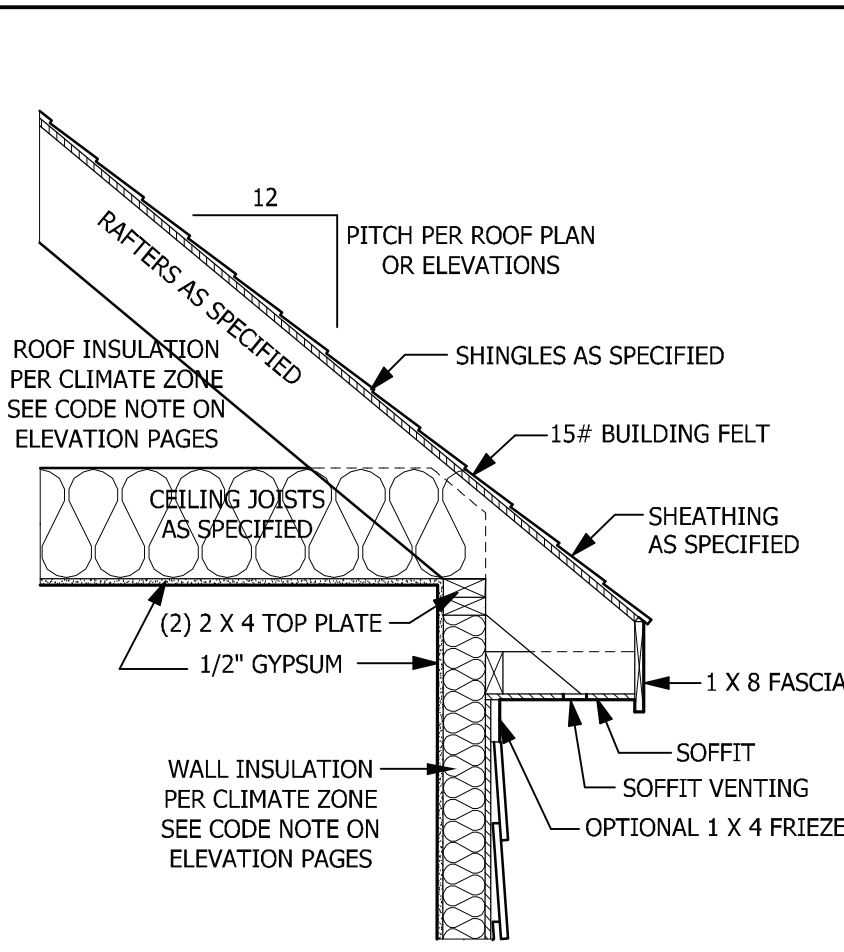 12
PITCH PER ROOF PLAN
OR ELEVATIONS
RAFTERS AS SPECIFIED
ROOF INSULATION
PER CLIMATE ZONE
SEE CODE NOTE ON
ELEVATION PAGES
SHINGLES AS SPECIFIED
15# BUILDING FELT
CEILING JOISTS
AS SPECIFIED
SHEATHING
AS SPECIFIED
(2) 2 X 4 TOP PLATE
1/2" GYPSUM
1 X 8 FASCIA
SOFFIT
SOFFIT VENTING
OPTIONAL 1 X 4 FRIEZE
WALL INSULATION
PER CLIMATE ZONE
SEE CODE NOTE ON
ELEVATION PAGES